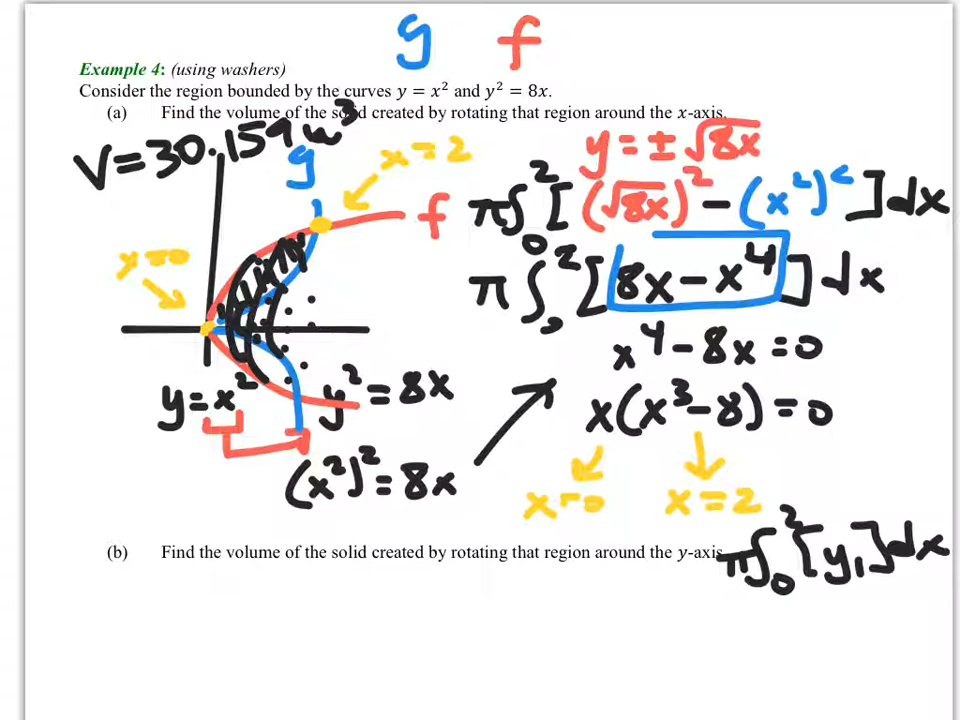 g f
Example 4: (using washers)
Consider the region bounded by the curves y = x² and y² = 8x.
(a) Find the volume of the solid created by rotating that region around the x-axis.
V = 30.159 u³
g
x = 2
y = ± √8x
π∫₀² [(√8x)² − (x²)²] dx
f
x=0
π∫₀² [8x − x⁴] dx
x⁴ − 8x = 0
y = x² y² = 8x
x(x³ − 8) = 0
(x²)² = 8x
x=0 x = 2
(b) Find the volume of the solid created by rotating that region around the y-axis
π∫₀² [y₁] dx